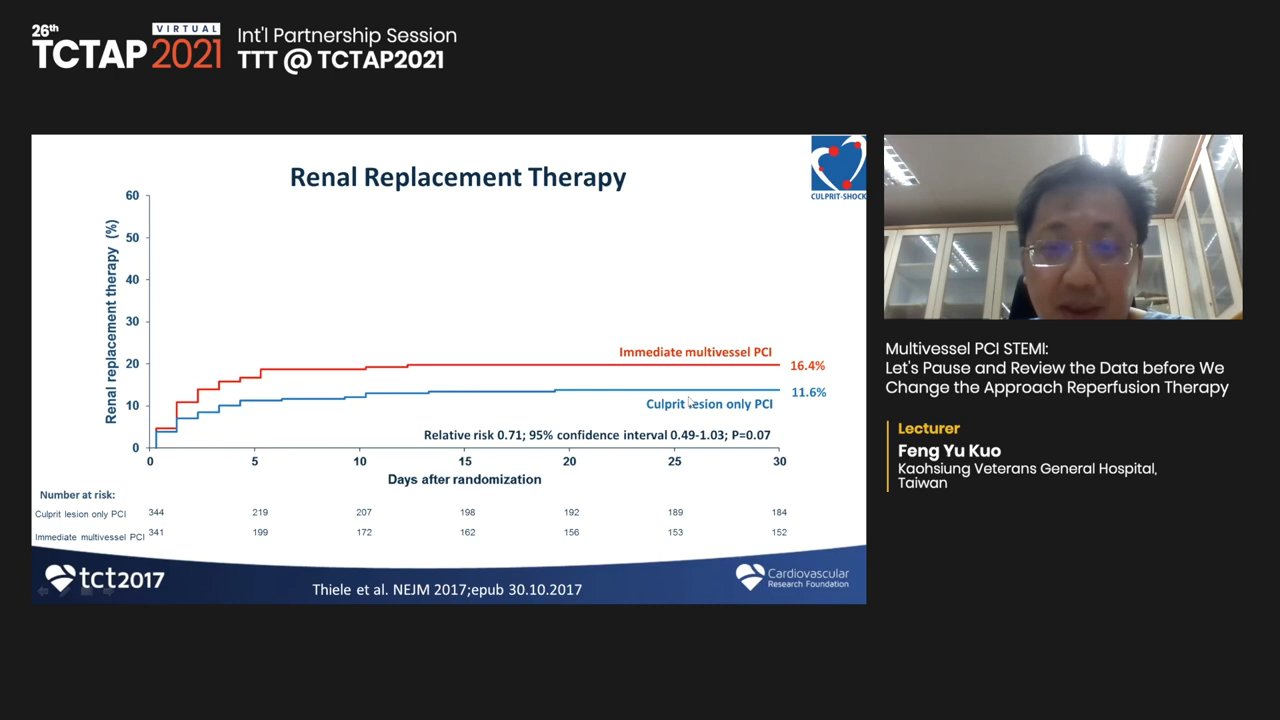 26th
TCTAP
VIRTUAL
2021
Int'l Partnership Session
TTT @ TCTAP2021
Renal Replacement Therapy
CULPRIT-SHOCK
Renal replacement therapy (%)
60
50
40
30
20
10
0
Immediate multivessel PCI
16.4%
11.6%
Culprit lesion only PCI
Relative risk 0.71; 95% confidence interval 0.49-1.03; P=0.07
0 5 10 15 20 25 30
Days after randomization
Number at risk:
Culprit lesion only PCI 344 219 207 198 192 189 184
Immediate multivessel PCI 341 199 172 162 156 153 152
tct2017
Thiele et al. NEJM 2017;epub 30.10.2017
Cardiovascular
Research Foundation
Multivessel PCI STEMI:
Let's Pause and Review the Data before We
Change the Approach Reperfusion Therapy
Lecturer
Feng Yu Kuo
Kaohsiung Veterans General Hospital,
Taiwan